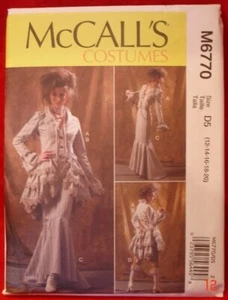 McCALL'S
COSTUMES
M6770
Size
Taille
Talla
D5
(12-14-16-18-20)
A
B
A
B
12